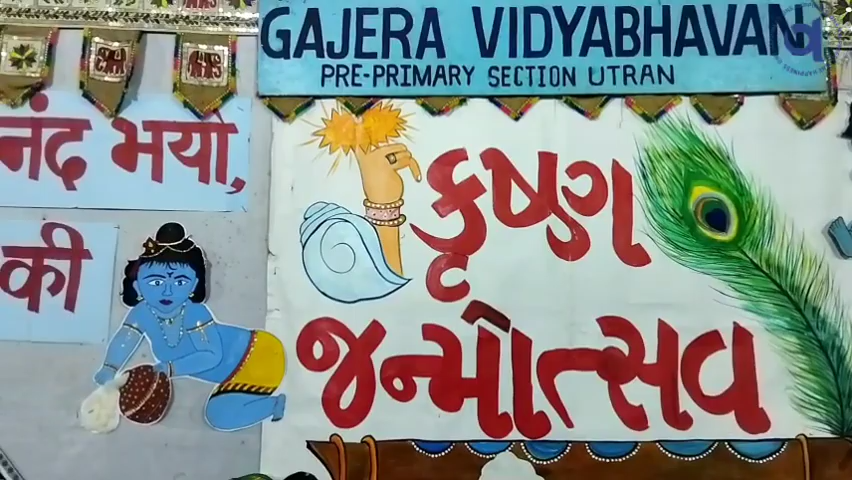 GAJERA VIDYABHAVAN
PRE-PRIMARY SECTION UTRAN
नंद भयो,
की
કૃષ્ણ
જન્મોત્સવ